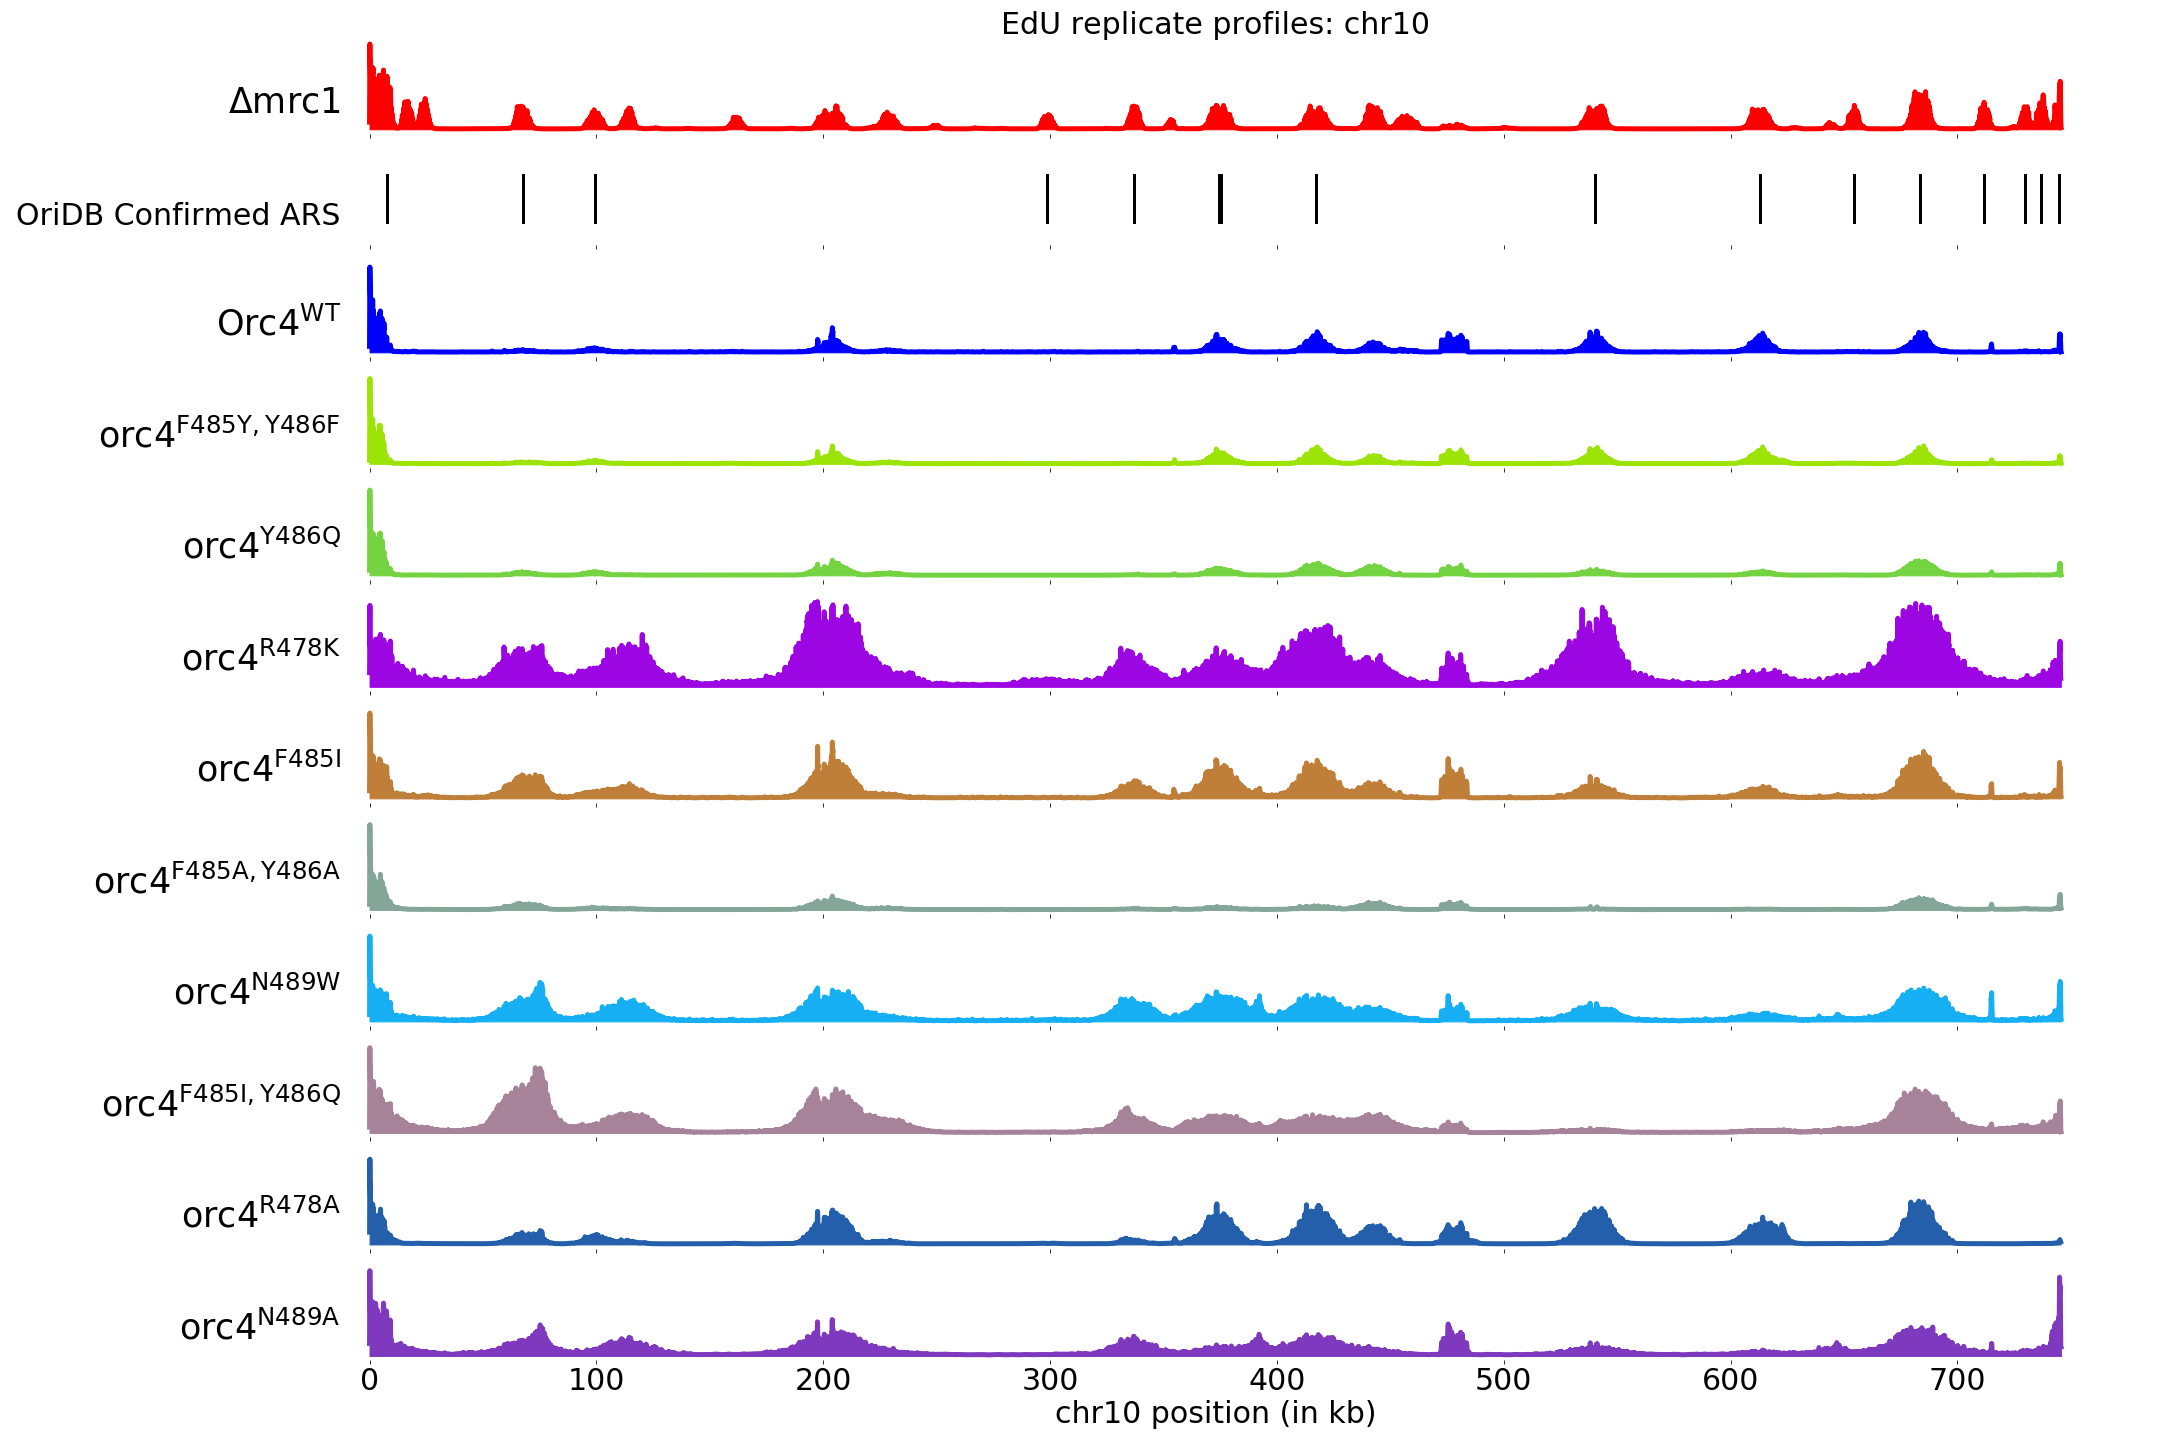 EdU replicate profiles: chr10
Δmrc1
OriDB Confirmed ARS
Orc4WT
orc4F485Y, Y486F
orc4Y486Q
orc4R478K
orc4F485I
orc4F485A, Y486A
orc4N489W
orc4F485I, Y486Q
orc4R478A
orc4N489A
0 100 200 300 400 500 600 700
chr10 position (in kb)